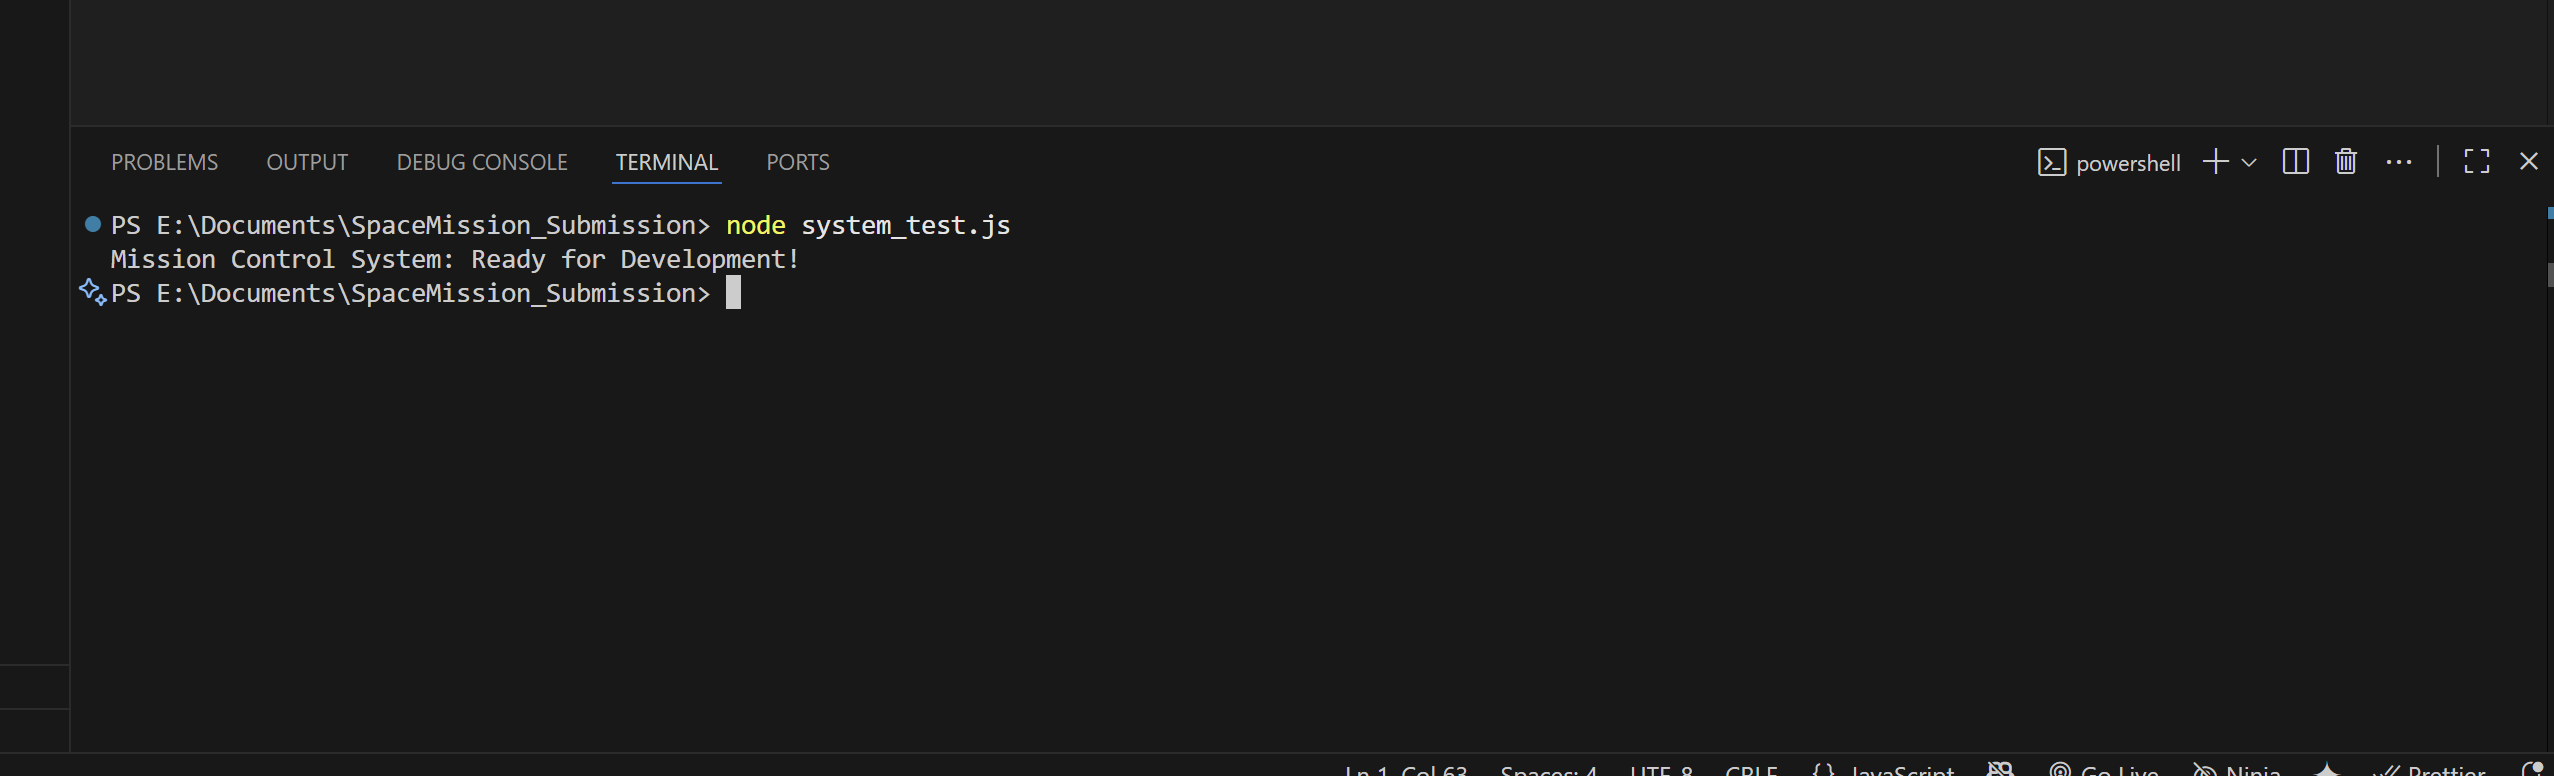 PROBLEMS OUTPUT DEBUG CONSOLE TERMINAL PORTS powershell
PS E:\Documents\SpaceMission_Submission> node system_test.js
Mission Control System: Ready for Development!
PS E:\Documents\SpaceMission_Submission>
Ln 1, Col 63 Spaces: 4 UTF-8 CRLF {} JavaScript Go Live Ninja Prettier